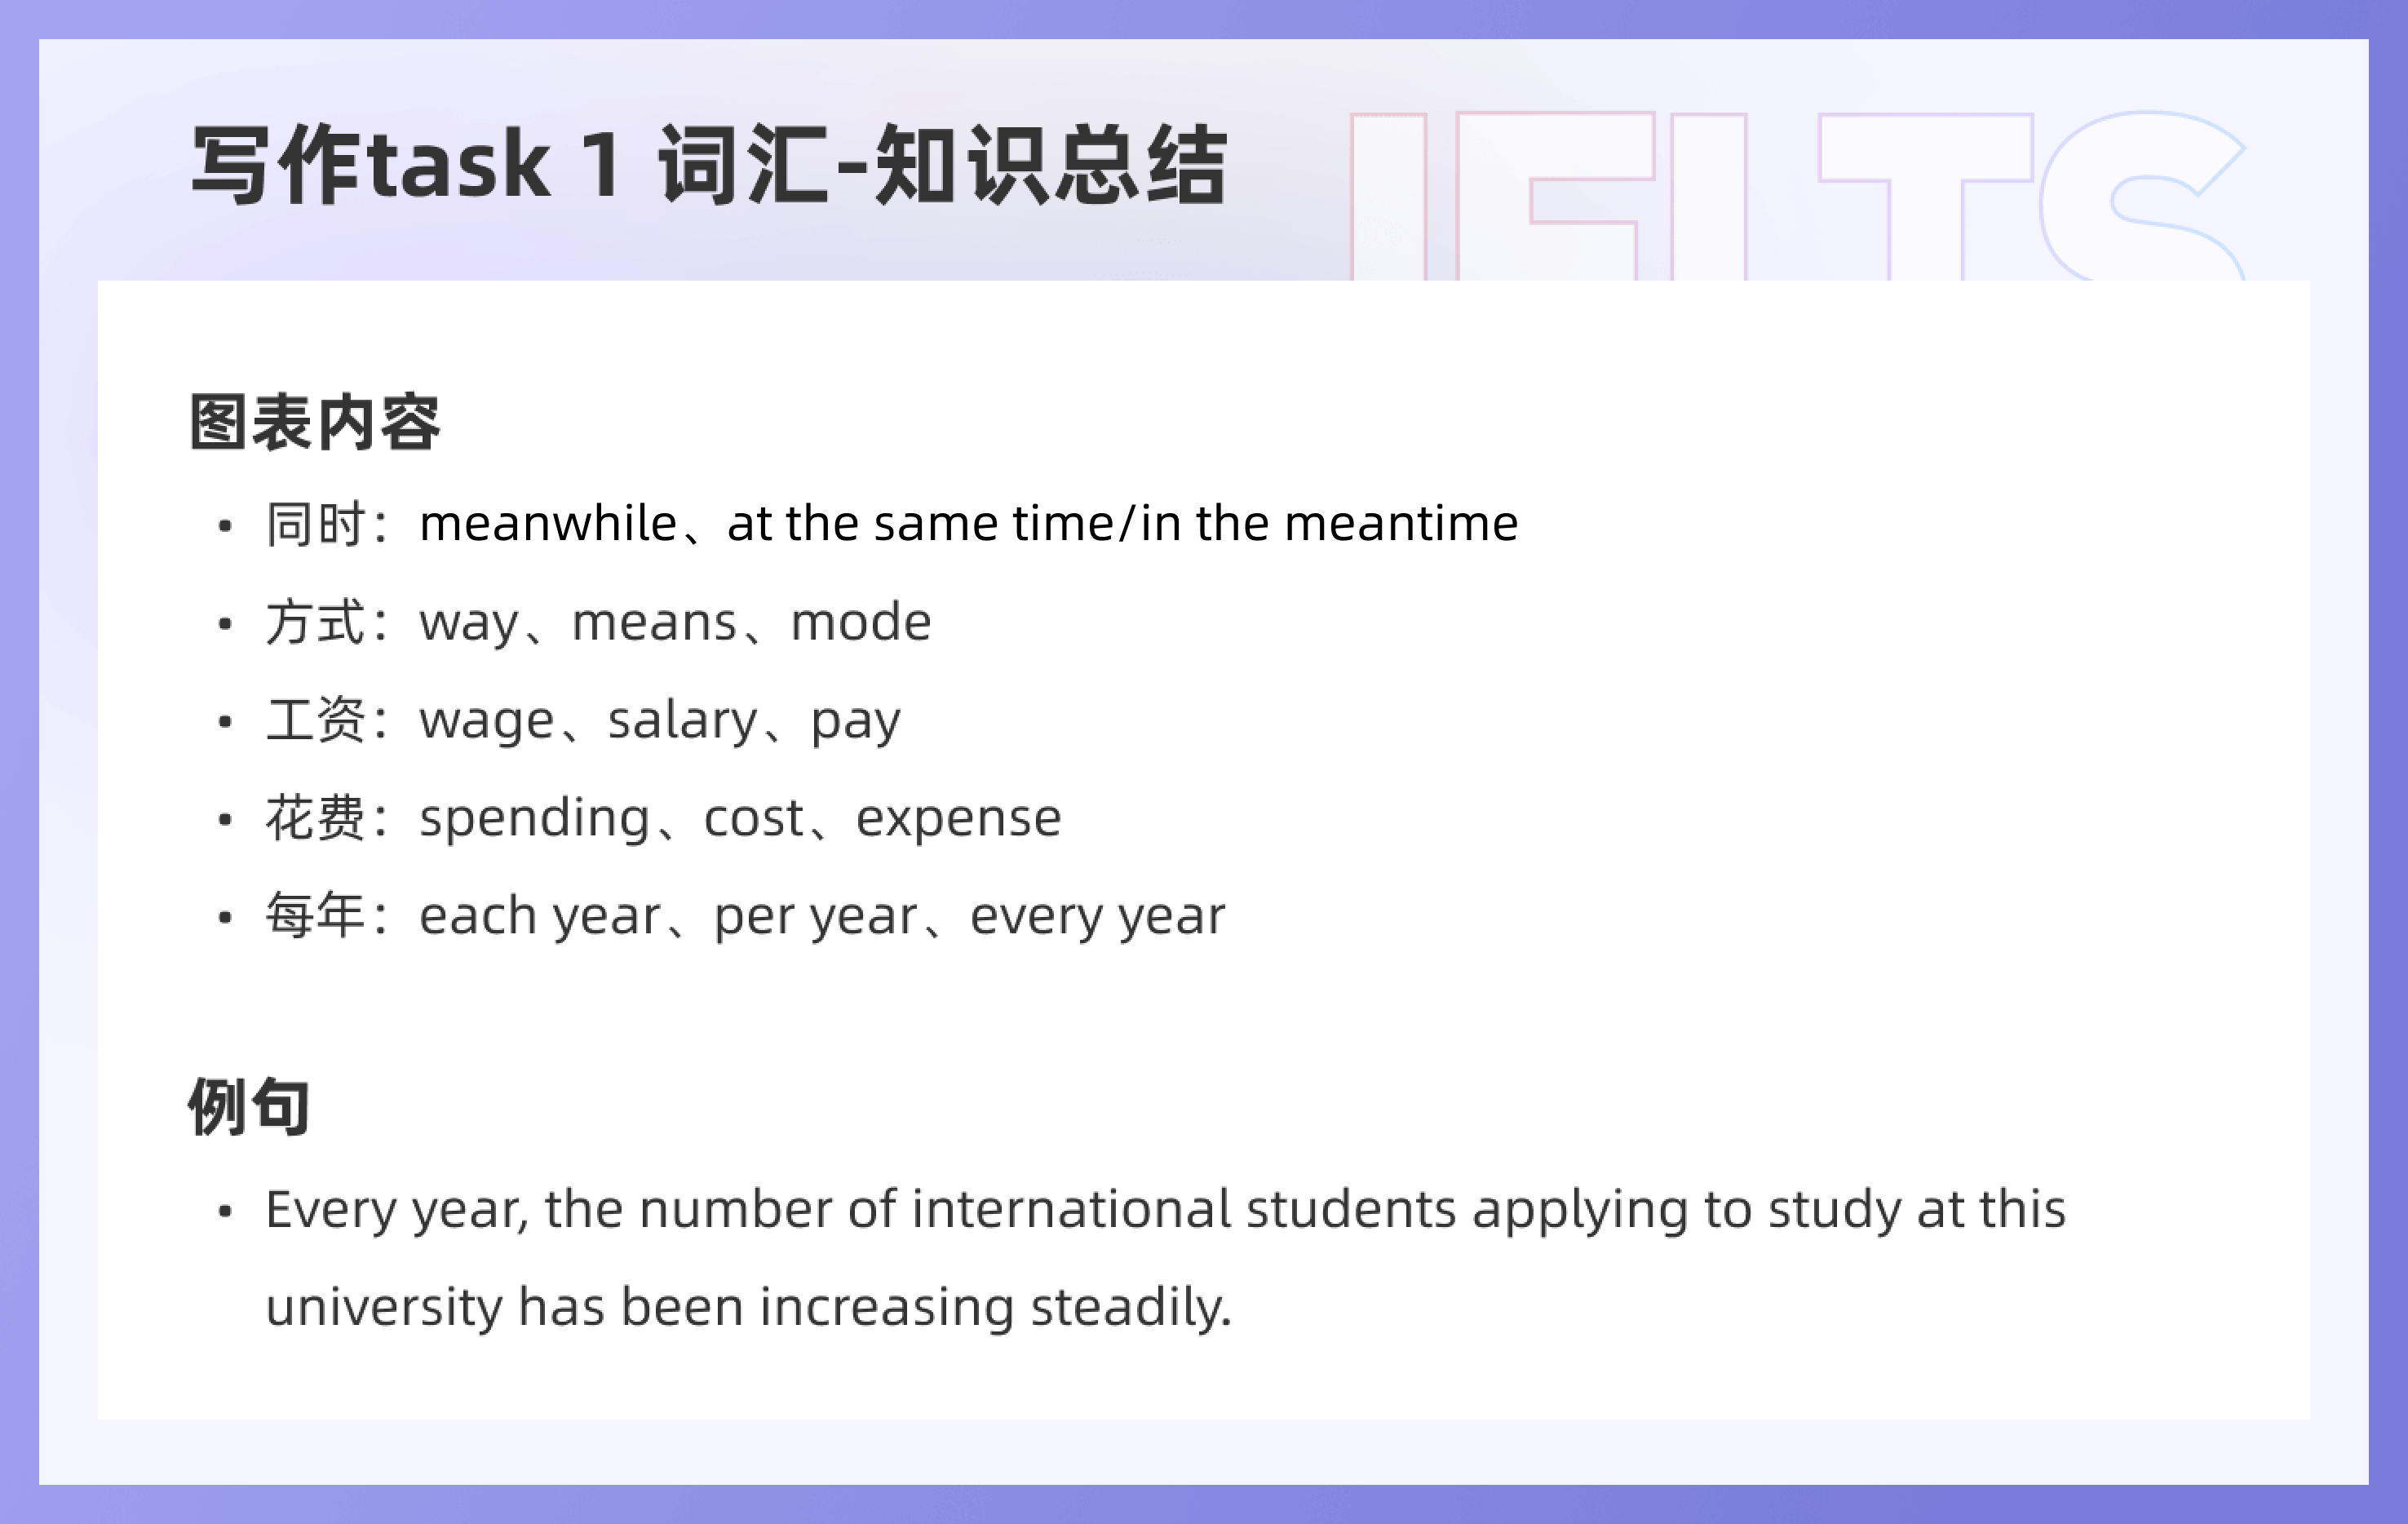 写作task 1 词汇-知识总结
IELTS
图表内容
• 同时：meanwhile、at the same time/in the meantime
• 方式：way、means、mode
• 工资：wage、salary、pay
• 花费：spending、cost、expense
• 每年：each year、per year、every year
例句
• Every year, the number of international students applying to study at this
university has been increasing steadily.